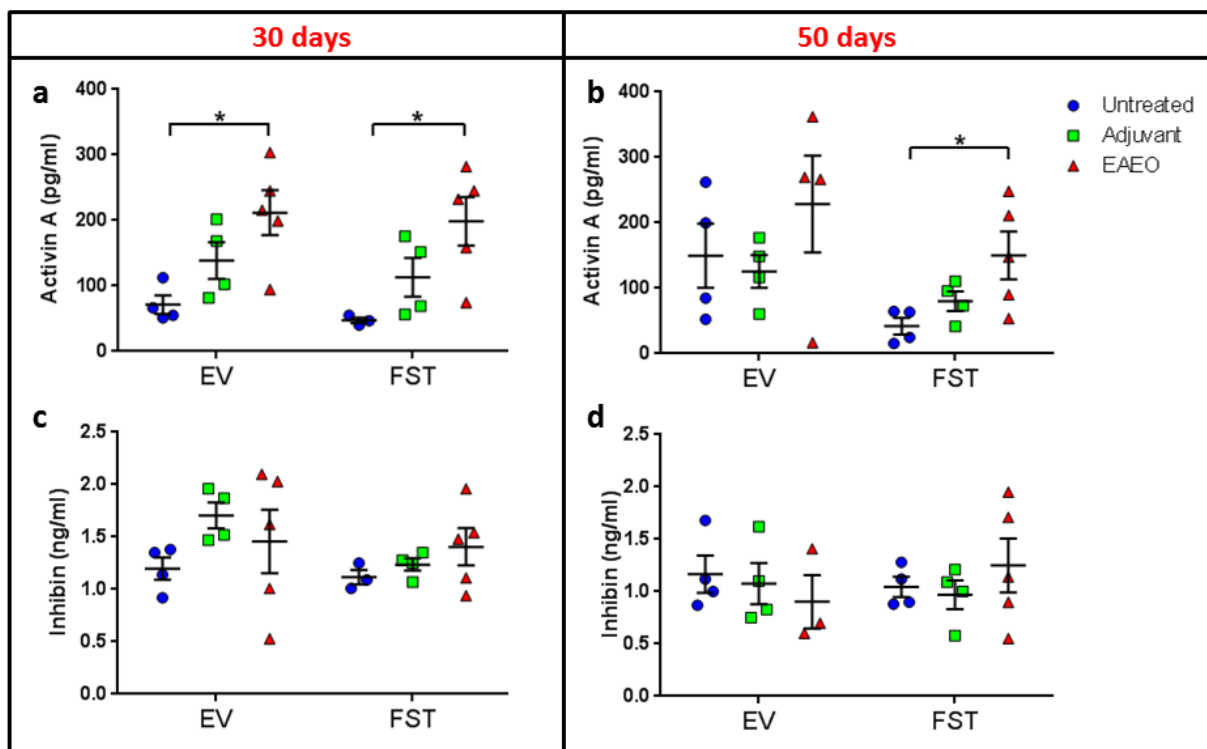 30 days
50 days
a
400
300
200
100
0
Activin A (pg/ml)
*
*
EV
FST
b
400
300
200
100
0
Activin A (pg/ml)
*
EV
FST
Untreated
Adjuvant
EAEO
c
2.5
2.0
1.5
1.0
0.5
0.0
Inhibin (ng/ml)
EV
FST
d
2.5
2.0
1.5
1.0
0.5
0.0
Inhibin (ng/ml)
EV
FST